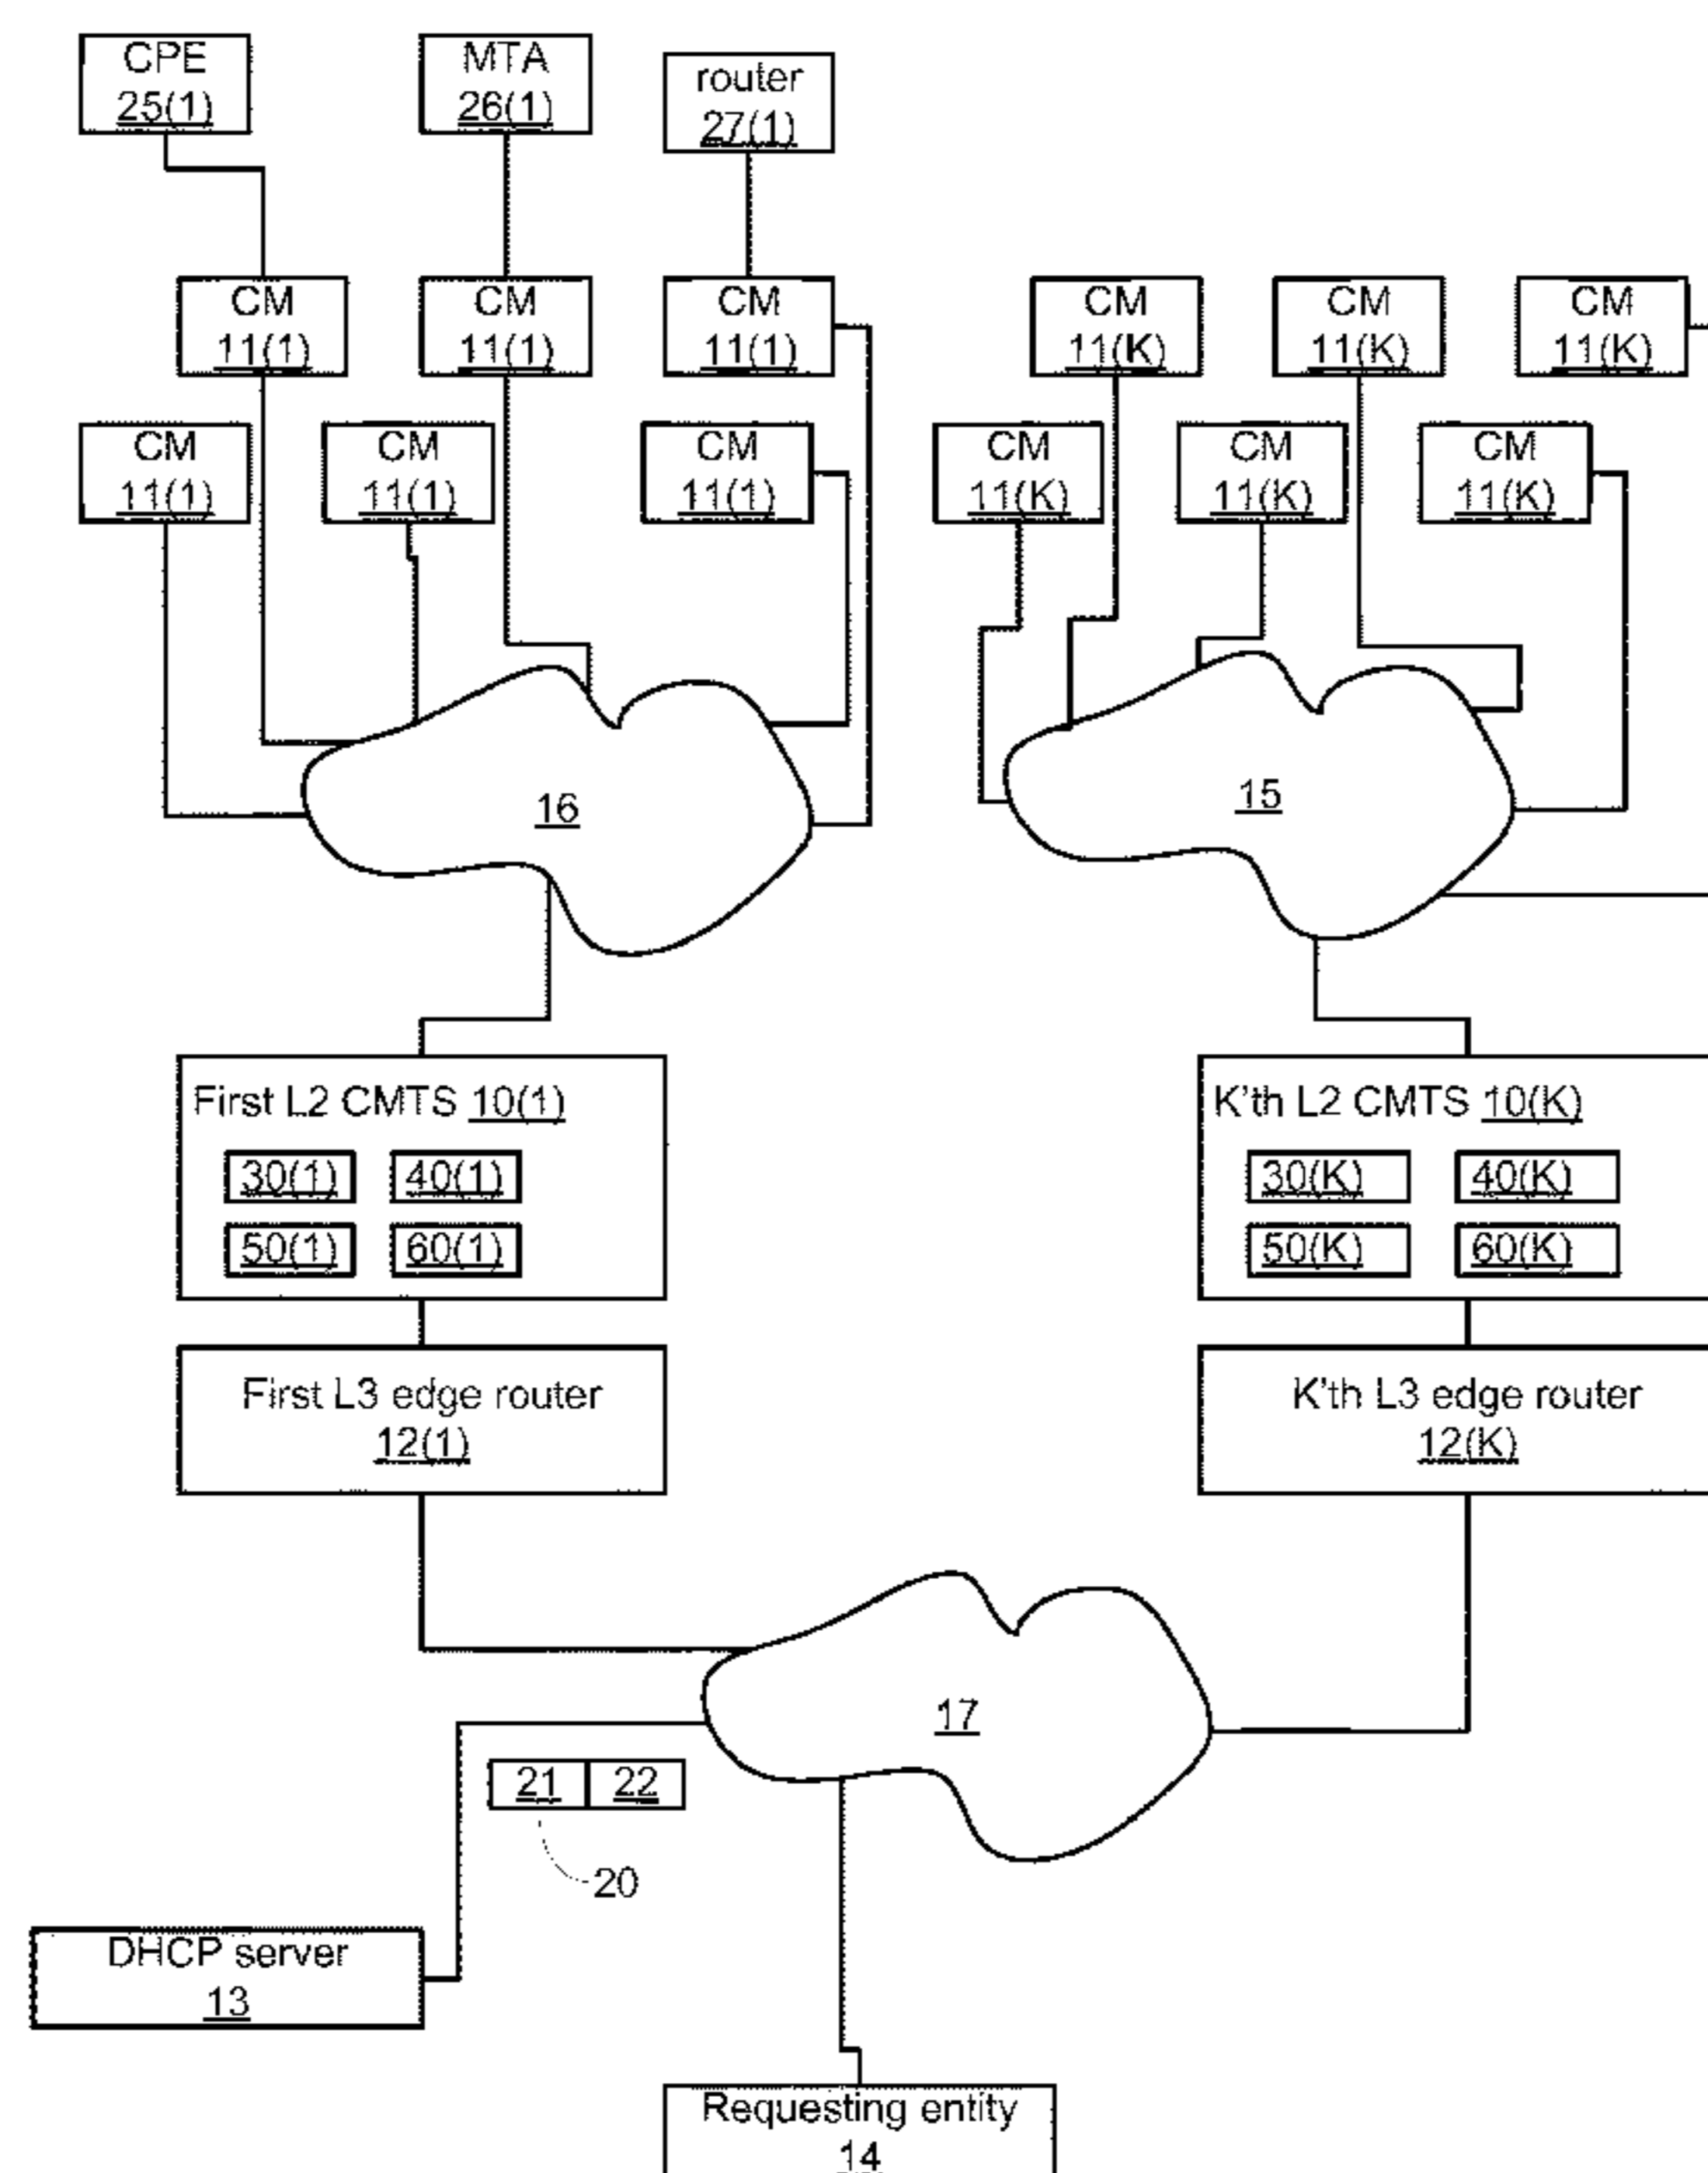 CPE
25(1)
MTA
26(1)
router
27(1)
CM
11(1)
CM
11(1)
CM
11(1)
CM
11(K)
CM
11(K)
CM
11(K)
CM
11(1)
CM
11(1)
CM
11(1)
CM
11(K)
CM
11(K)
CM
11(K)
16
15
First L2 CMTS 10(1)
30(1)
40(1)
50(1)
60(1)
K'th L2 CMTS 10(K)
30(K)
40(K)
50(K)
60(K)
First L3 edge router
12(1)
K'th L3 edge router
12(K)
17
21
22
20
DHCP server
13
Requesting entity
14